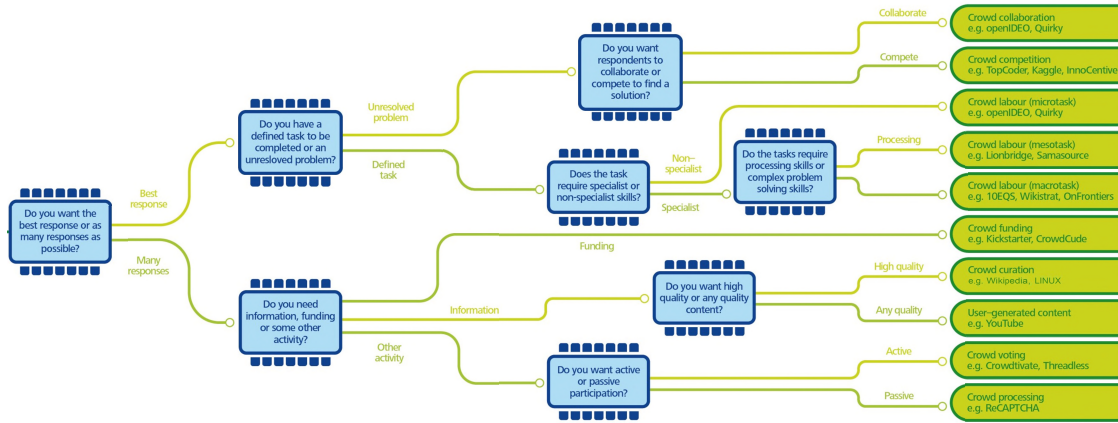 Do you want the
best response or as
many responses as
possible?
Best
response
Many
responses
Do you have a
defined task to be
completed or an
unresloved problem?
Unresolved
problem
Defined
task
Do you want
respondents to
collaborate or
compete to find a
solution?
Collaborate
Compete
Does the task
require specialist or
non-specialist skills?
Non-
specialist
Specialist
Do the tasks require
processing skills or
complex problem
solving skills?
Processing
Do you need
information, funding
or some other
activity?
Funding
Information
Other
activity
Do you want high
quality or any quality
content?
High quality
Any quality
Do you want active
or passive
participation?
Active
Passive
Crowd collaboration
e.g. openIDEO, Quirky
Crowd competition
e.g. TopCoder, Kaggle, InnoCentive
Crowd labour (microtask)
e.g. openIDEO, Quirky
Crowd labour (mesotask)
e.g. Lionbridge, Samasource
Crowd labour (macrotask)
e.g. 10EQS, Wikistrat, OnFrontiers
Crowd funding
e.g. Kickstarter, CrowdCude
Crowd curation
e.g. Wikipedia, LINUX
User-generated content
e.g. YouTube
Crowd voting
e.g. Crowdtivate, Threadless
Crowd processing
e.g. ReCAPTCHA